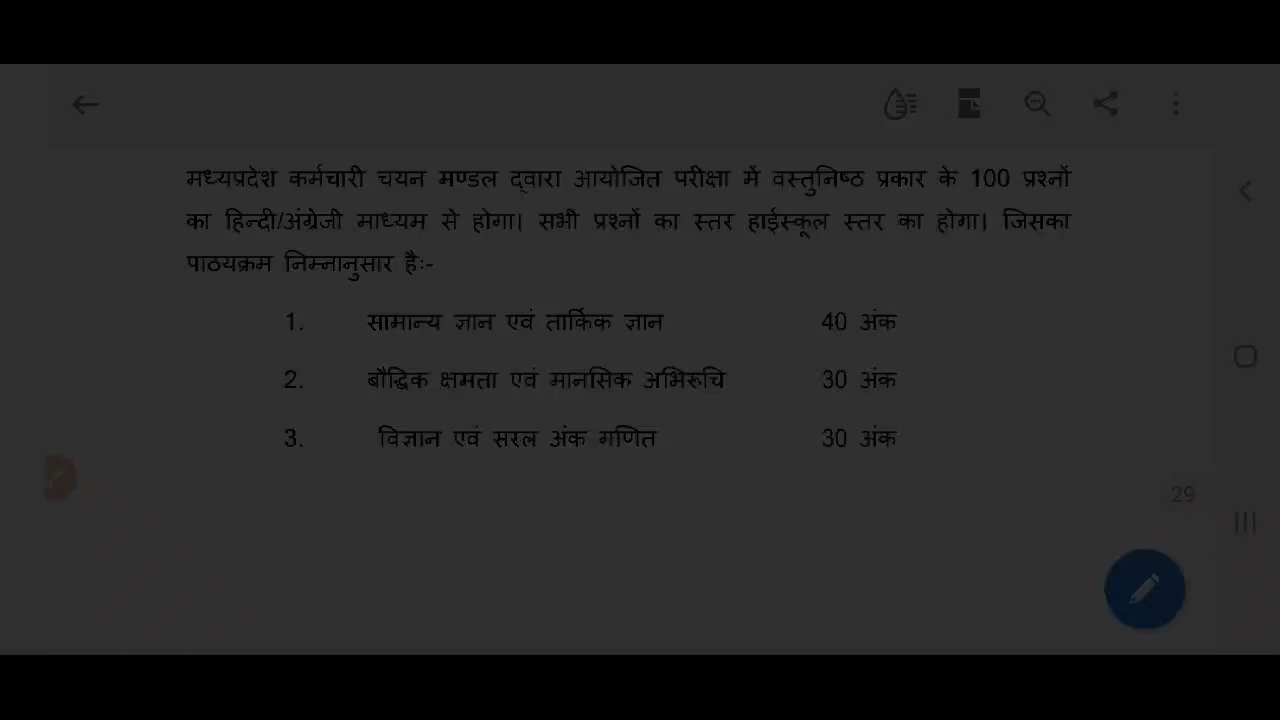 मध्यप्रदेश कर्मचारी चयन मण्डल द्वारा आयोजित परीक्षा में वस्तुनिष्ठ प्रकार के 100 प्रश्नों
का हिन्दी/अंग्रेजी माध्यम से होगा। सभी प्रश्नों का स्तर हाईस्कूल स्तर का होगा। जिसका
पाठयक्रम निम्नानुसार है:-
1. सामान्य ज्ञान एवं तार्किक ज्ञान 40 अंक
2. बौद्धिक क्षमता एवं मानसिक अभिरूचि 30 अंक
3. विज्ञान एवं सरल अंक गणित 30 अंक
29